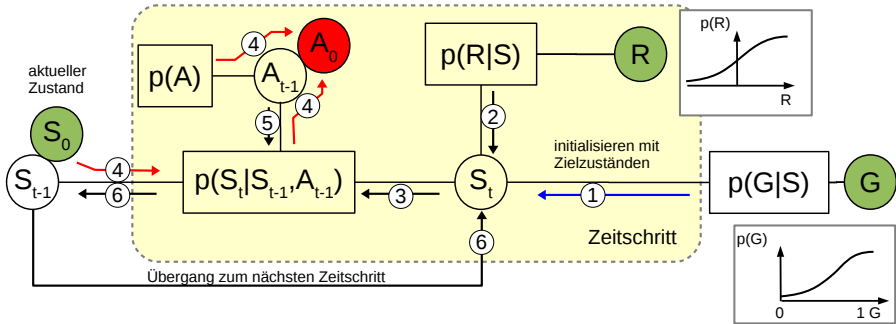 p(R)
R
aktueller
Zustand
S₀
Sₜ₋₁
p(A)
Aₜ₋₁
A₀
p(R|S)
R
4
4
5
2
4
6
p(Sₜ|Sₜ₋₁,Aₜ₋₁)
3
Sₜ
initialisieren mit
Zielzuständen
1
p(G|S)
G
6
Zeitschritt
Übergang zum nächsten Zeitschritt
p(G)
0
1 G